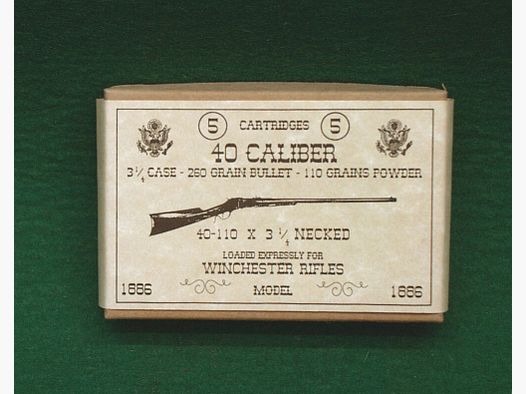 5 CARTRIDGES 5
40 CALIBER
3 ¼ CASE - 260 GRAIN BULLET - 110 GRAINS POWDER
40-110 X 3 ¼ NECKED
LOADED EXPRESSLY FOR
WINCHESTER RIFLES
1886 MODEL 1886